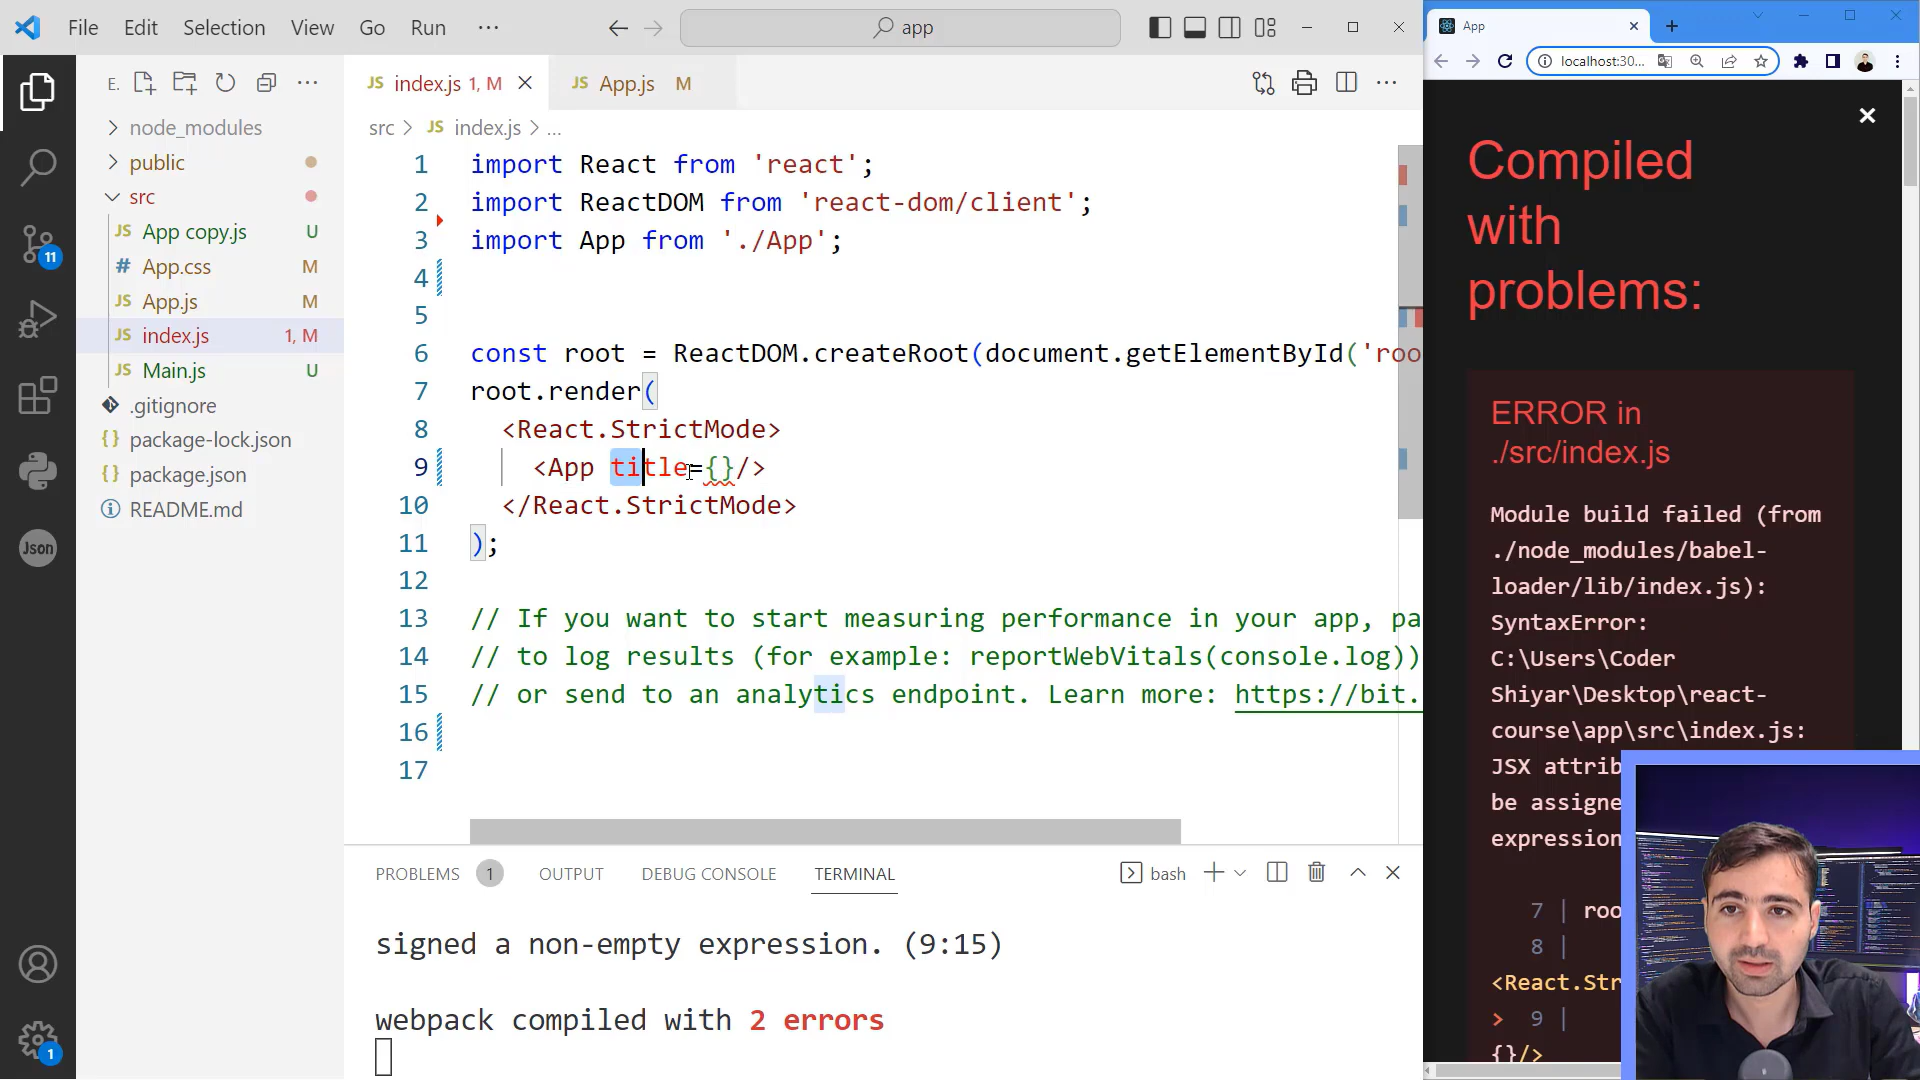 File Edit Selection View Go Run ...
app
App
localhost:30...
E.
node_modules
public
src
JS App copy.js U
# App.css M
JS App.js M
JS index.js 1, M
JS Main.js U
.gitignore
{} package-lock.json
{} package.json
README.md
11
Json
1
JS index.js 1, M
JS App.js M
src > JS index.js > ...
1 import React from 'react';
2 import ReactDOM from 'react-dom/client';
3 import App from './App';
4
5
6 const root = ReactDOM.createRoot(document.getElementById('roo
7 root.render(
8 <React.StrictMode>
9 <App title={}/>
10 </React.StrictMode>
11 );
12
13 // If you want to start measuring performance in your app, pa
14 // to log results (for example: reportWebVitals(console.log))
15 // or send to an analytics endpoint. Learn more: https://bit.
16
17
PROBLEMS 1 OUTPUT DEBUG CONSOLE TERMINAL
bash
signed a non-empty expression. (9:15)
webpack compiled with 2 errors
Compiled
with
problems:
ERROR in
./src/index.js
Module build failed (from
./node_modules/babel-
loader/lib/index.js):
SyntaxError:
C:\Users\Coder
Shiyar\Desktop\react-
course\app\src\index.js:
JSX attrib
be assigne
expression
7 | roo
8 |
<React.Str
> 9 |
{}/>